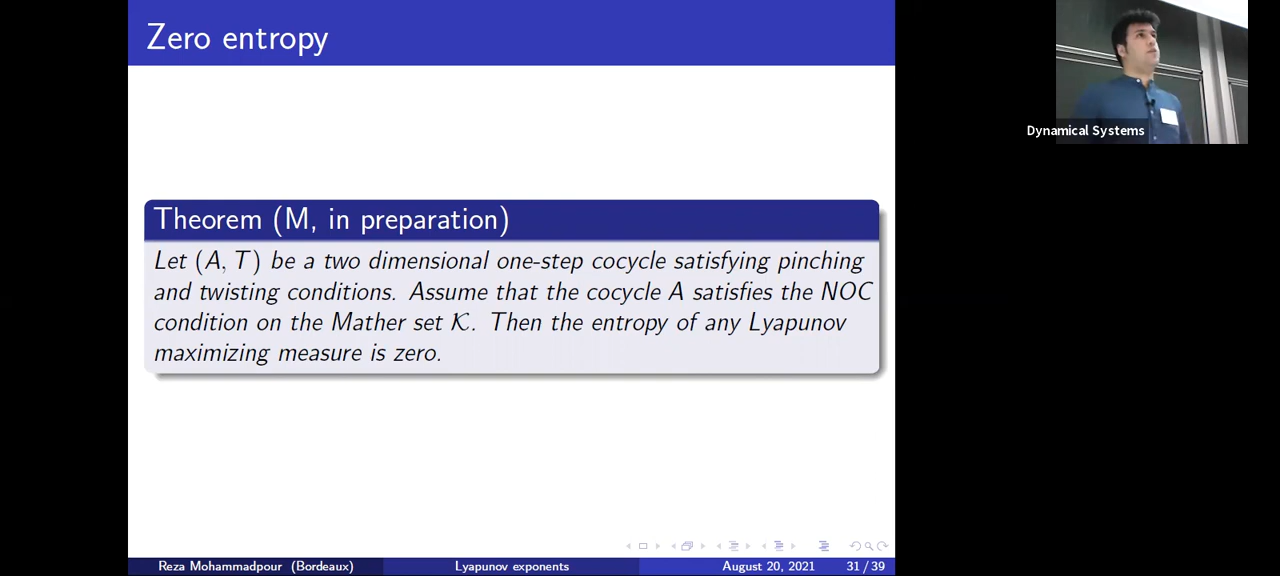 Zero entropy
Theorem (M, in preparation)
Let (A, T) be a two dimensional one-step cocycle satisfying pinching
and twisting conditions. Assume that the cocycle A satisfies the NOC
condition on the Mather set 𝒦. Then the entropy of any Lyapunov
maximizing measure is zero.
Dynamical Systems
Reza Mohammadpour (Bordeaux) Lyapunov exponents August 20, 2021 31 / 39